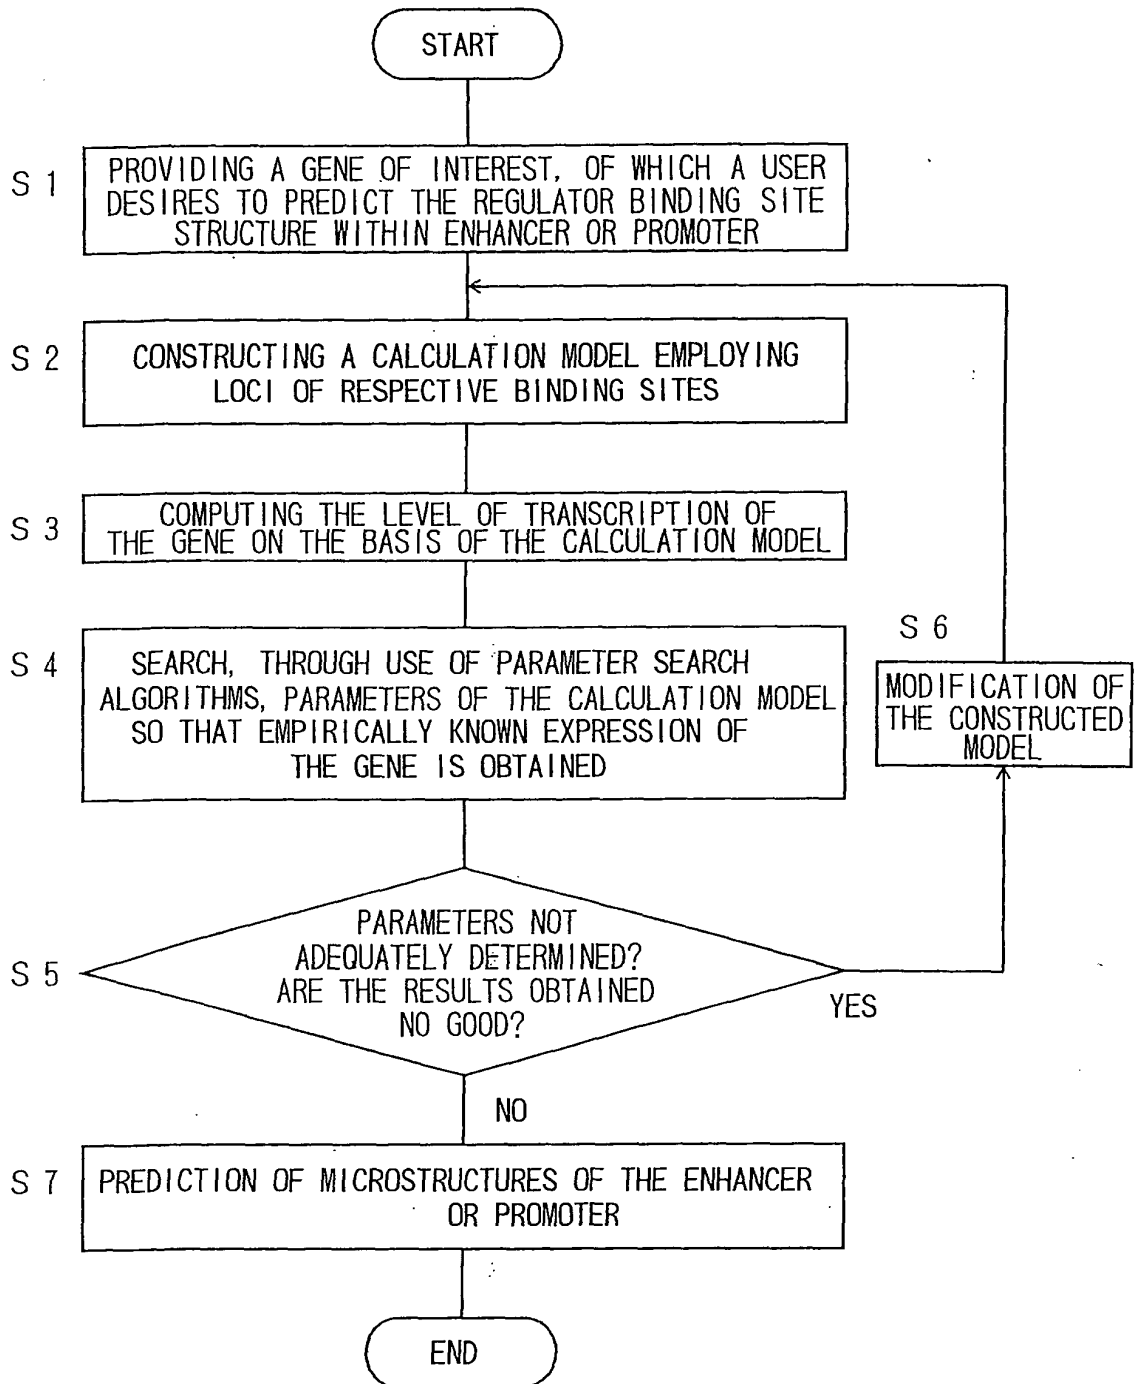 START
S 1
PROVIDING A GENE OF INTEREST, OF WHICH A USER
DESIRES TO PREDICT THE REGULATOR BINDING SITE
STRUCTURE WITHIN ENHANCER OR PROMOTER
S 2
CONSTRUCTING A CALCULATION MODEL EMPLOYING
LOCI OF RESPECTIVE BINDING SITES
S 3
COMPUTING THE LEVEL OF TRANSCRIPTION OF
THE GENE ON THE BASIS OF THE CALCULATION MODEL
S 4
SEARCH, THROUGH USE OF PARAMETER SEARCH
ALGORITHMS, PARAMETERS OF THE CALCULATION MODEL
SO THAT EMPIRICALLY KNOWN EXPRESSION OF
THE GENE IS OBTAINED
S 6
MODIFICATION OF
THE CONSTRUCTED
MODEL
S 5
PARAMETERS NOT
ADEQUATELY DETERMINED?
ARE THE RESULTS OBTAINED
NO GOOD?
YES
NO
S 7
PREDICTION OF MICROSTRUCTURES OF THE ENHANCER
OR PROMOTER
END